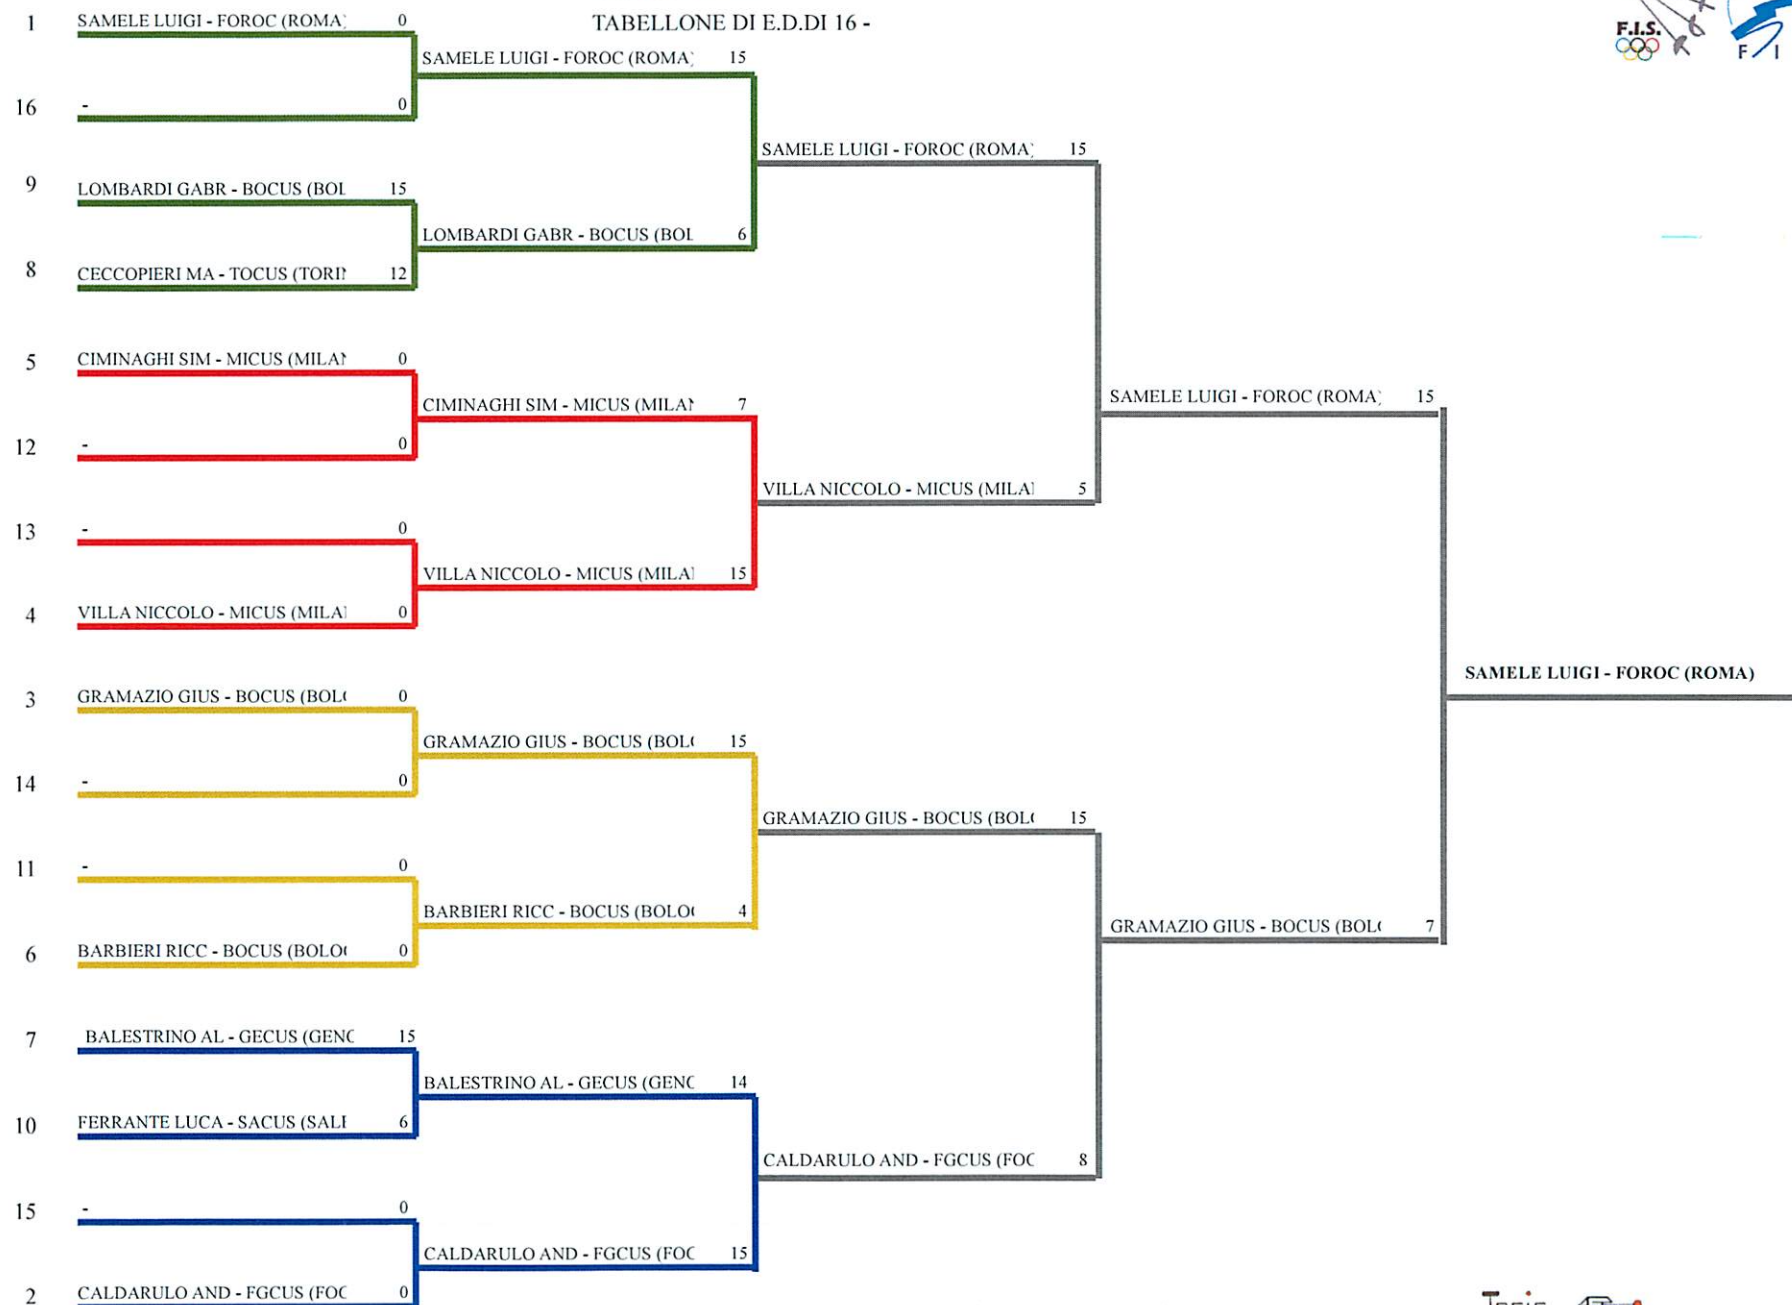 TABELLONE DI E.D.DI 16 -
F.I.S.
F I
1 SAMELE LUIGI - FOROC (ROMA) 0
SAMELE LUIGI - FOROC (ROMA) 15
16 - 0
SAMELE LUIGI - FOROC (ROMA) 15
9 LOMBARDI GABR - BOCUS (BOL 15
LOMBARDI GABR - BOCUS (BOL 6
8 CECCOPIERI MA - TOCUS (TORI 12
5 CIMINAGHI SIM - MICUS (MILA 0
SAMELE LUIGI - FOROC (ROMA) 15
CIMINAGHI SIM - MICUS (MILA 7
12 - 0
VILLA NICCOLO - MICUS (MILA 5
13 - 0
VILLA NICCOLO - MICUS (MILA 15
4 VILLA NICCOLO - MICUS (MILA 0
SAMELE LUIGI - FOROC (ROMA)
3 GRAMAZIO GIUS - BOCUS (BOL 0
GRAMAZIO GIUS - BOCUS (BOL 15
14 - 0
GRAMAZIO GIUS - BOCUS (BOL 15
11 - 0
BARBIERI RICC - BOCUS (BOLO 4
GRAMAZIO GIUS - BOCUS (BOL 7
6 BARBIERI RICC - BOCUS (BOLO 0
7 BALESTRINO AL - GECUS (GEN 15
BALESTRINO AL - GECUS (GEN 14
10 FERRANTE LUCA - SACUS (SAL 6
CALDARULO AND - FGCUS (FO 8
15 - 0
CALDARULO AND - FGCUS (FO 15
2 CALDARULO AND - FGCUS (FO 0